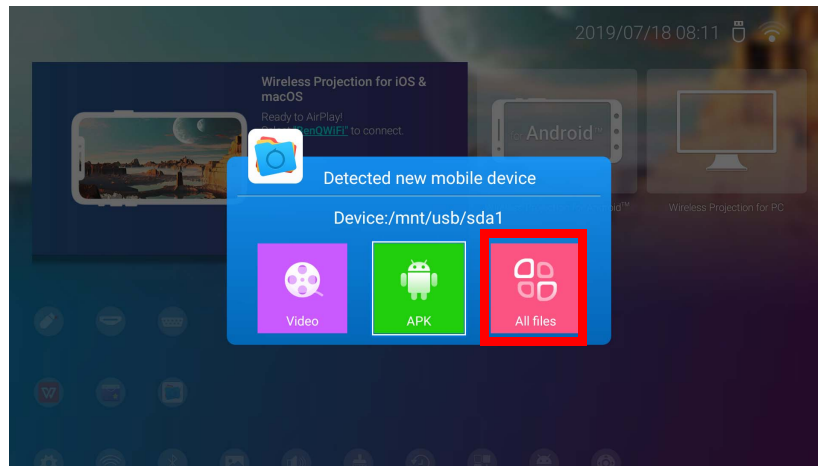 2019/07/18 08:11
Wireless Projection for iOS &
macOS
Ready to AirPlay!
"BenQWiFi" to connect.
Android
Wireless Projection for PC
Detected new mobile device
Device:/mnt/usb/sda1
Video
APK
All files